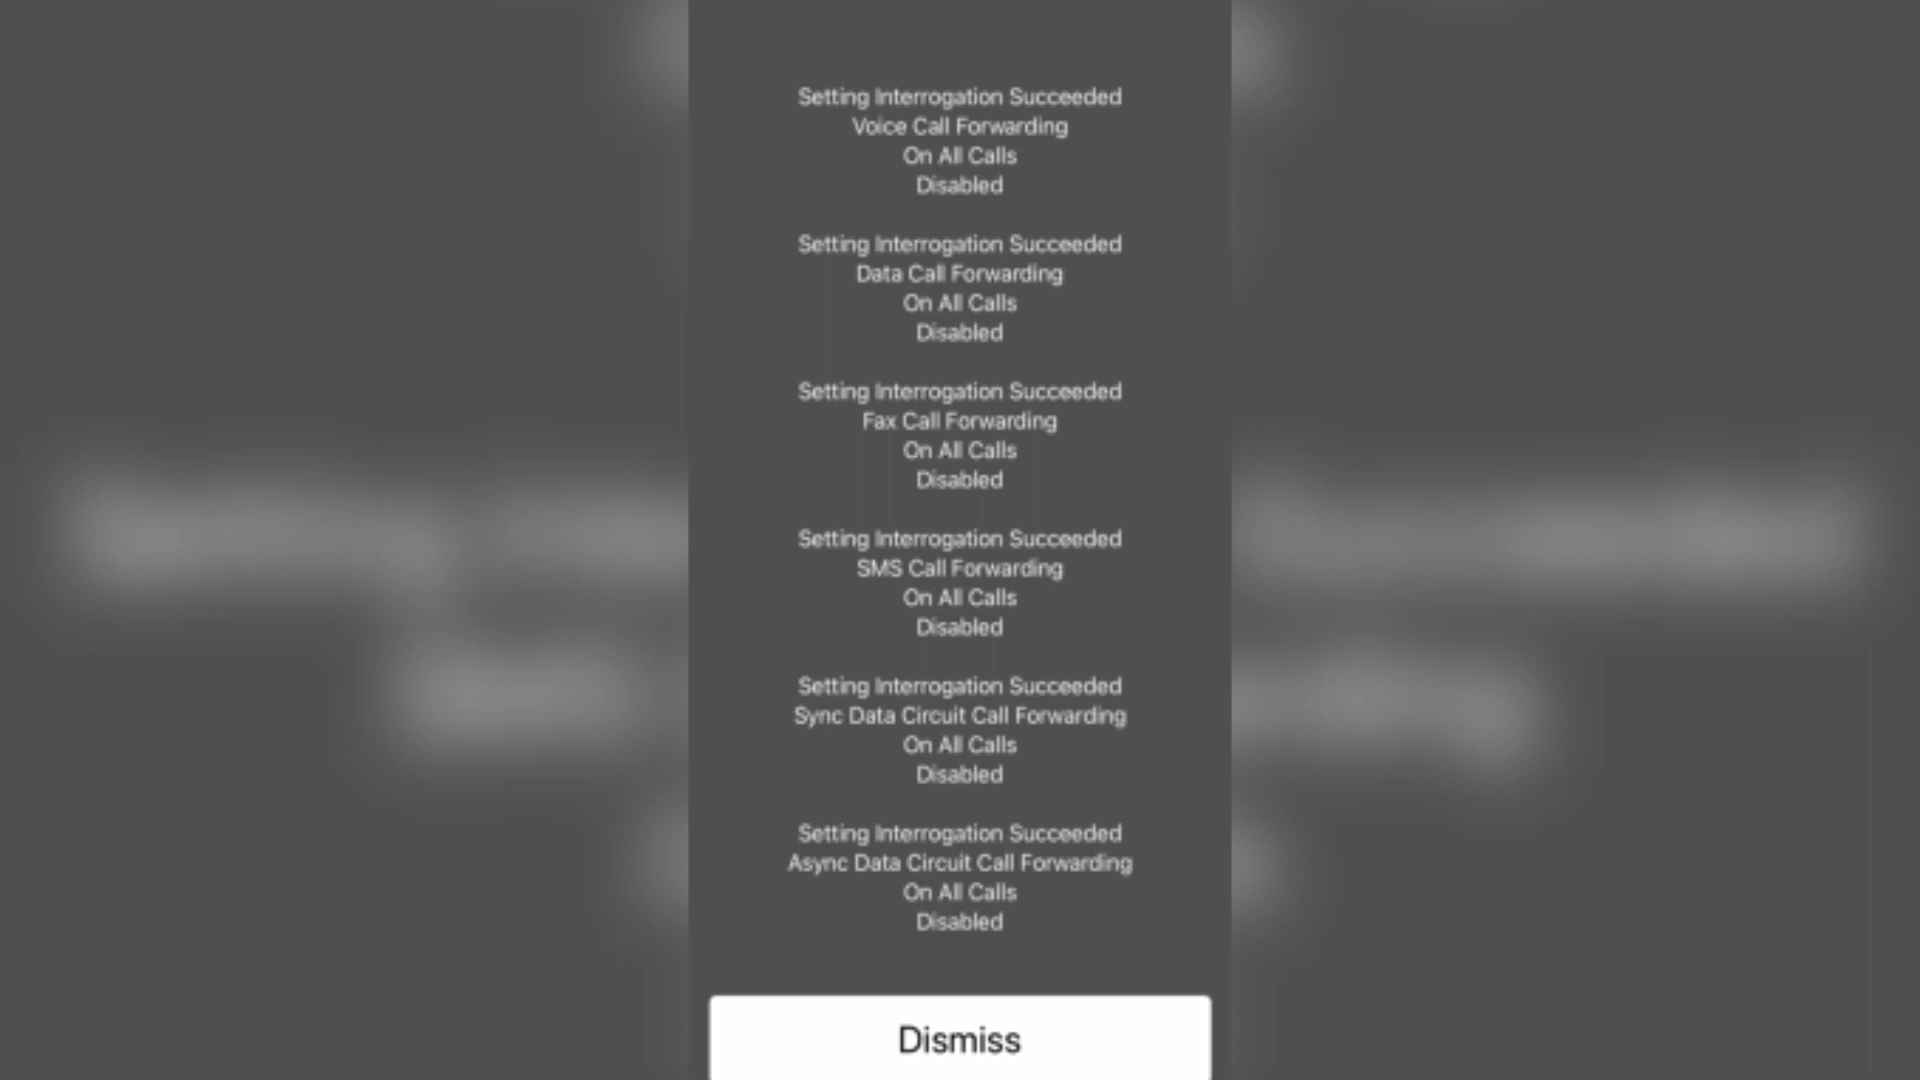 Setting Interrogation Succeeded
Voice Call Forwarding
On All Calls
Disabled
Setting Interrogation Succeeded
Data Call Forwarding
On All Calls
Disabled
Setting Interrogation Succeeded
Fax Call Forwarding
On All Calls
Disabled
Setting Interrogation Succeeded
SMS Call Forwarding
On All Calls
Disabled
Setting Interrogation Succeeded
Sync Data Circuit Call Forwarding
On All Calls
Disabled
Setting Interrogation Succeeded
Async Data Circuit Call Forwarding
On All Calls
Disabled
Dismiss